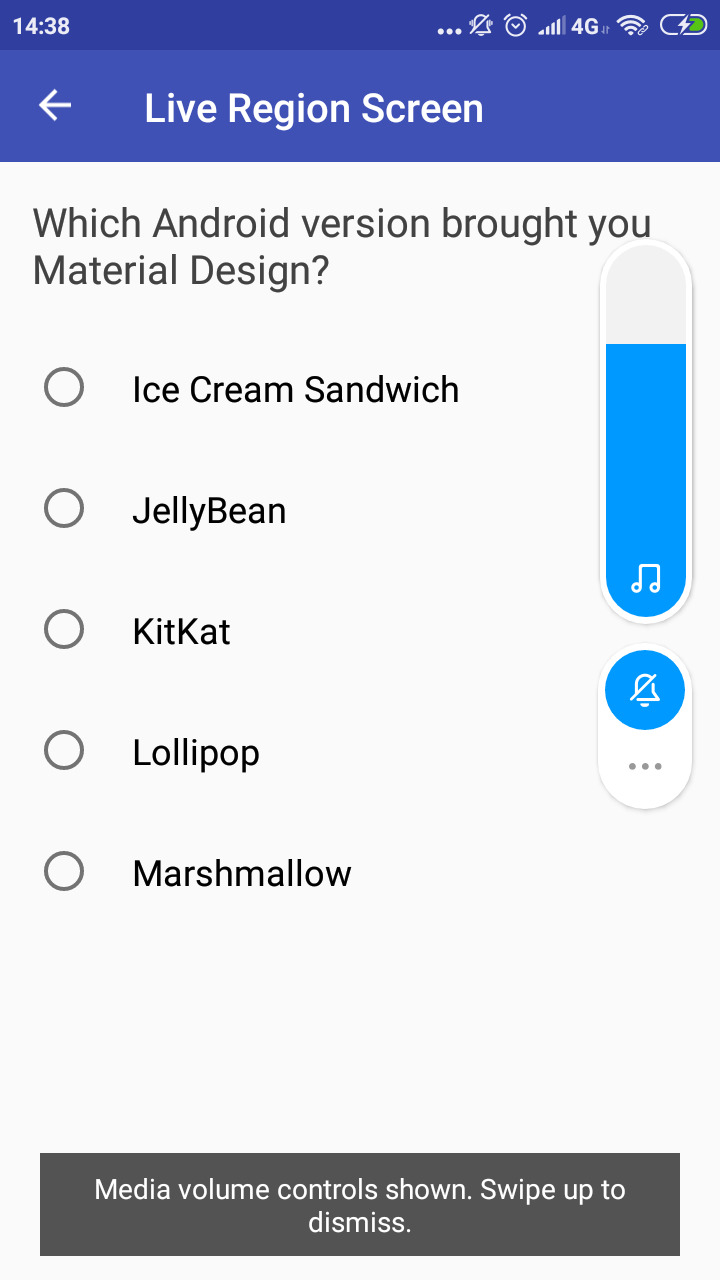 14:38
4G
Live Region Screen
Which Android version brought you
Material Design?
Ice Cream Sandwich
JellyBean
KitKat
Lollipop
Marshmallow
Media volume controls shown. Swipe up to
dismiss.